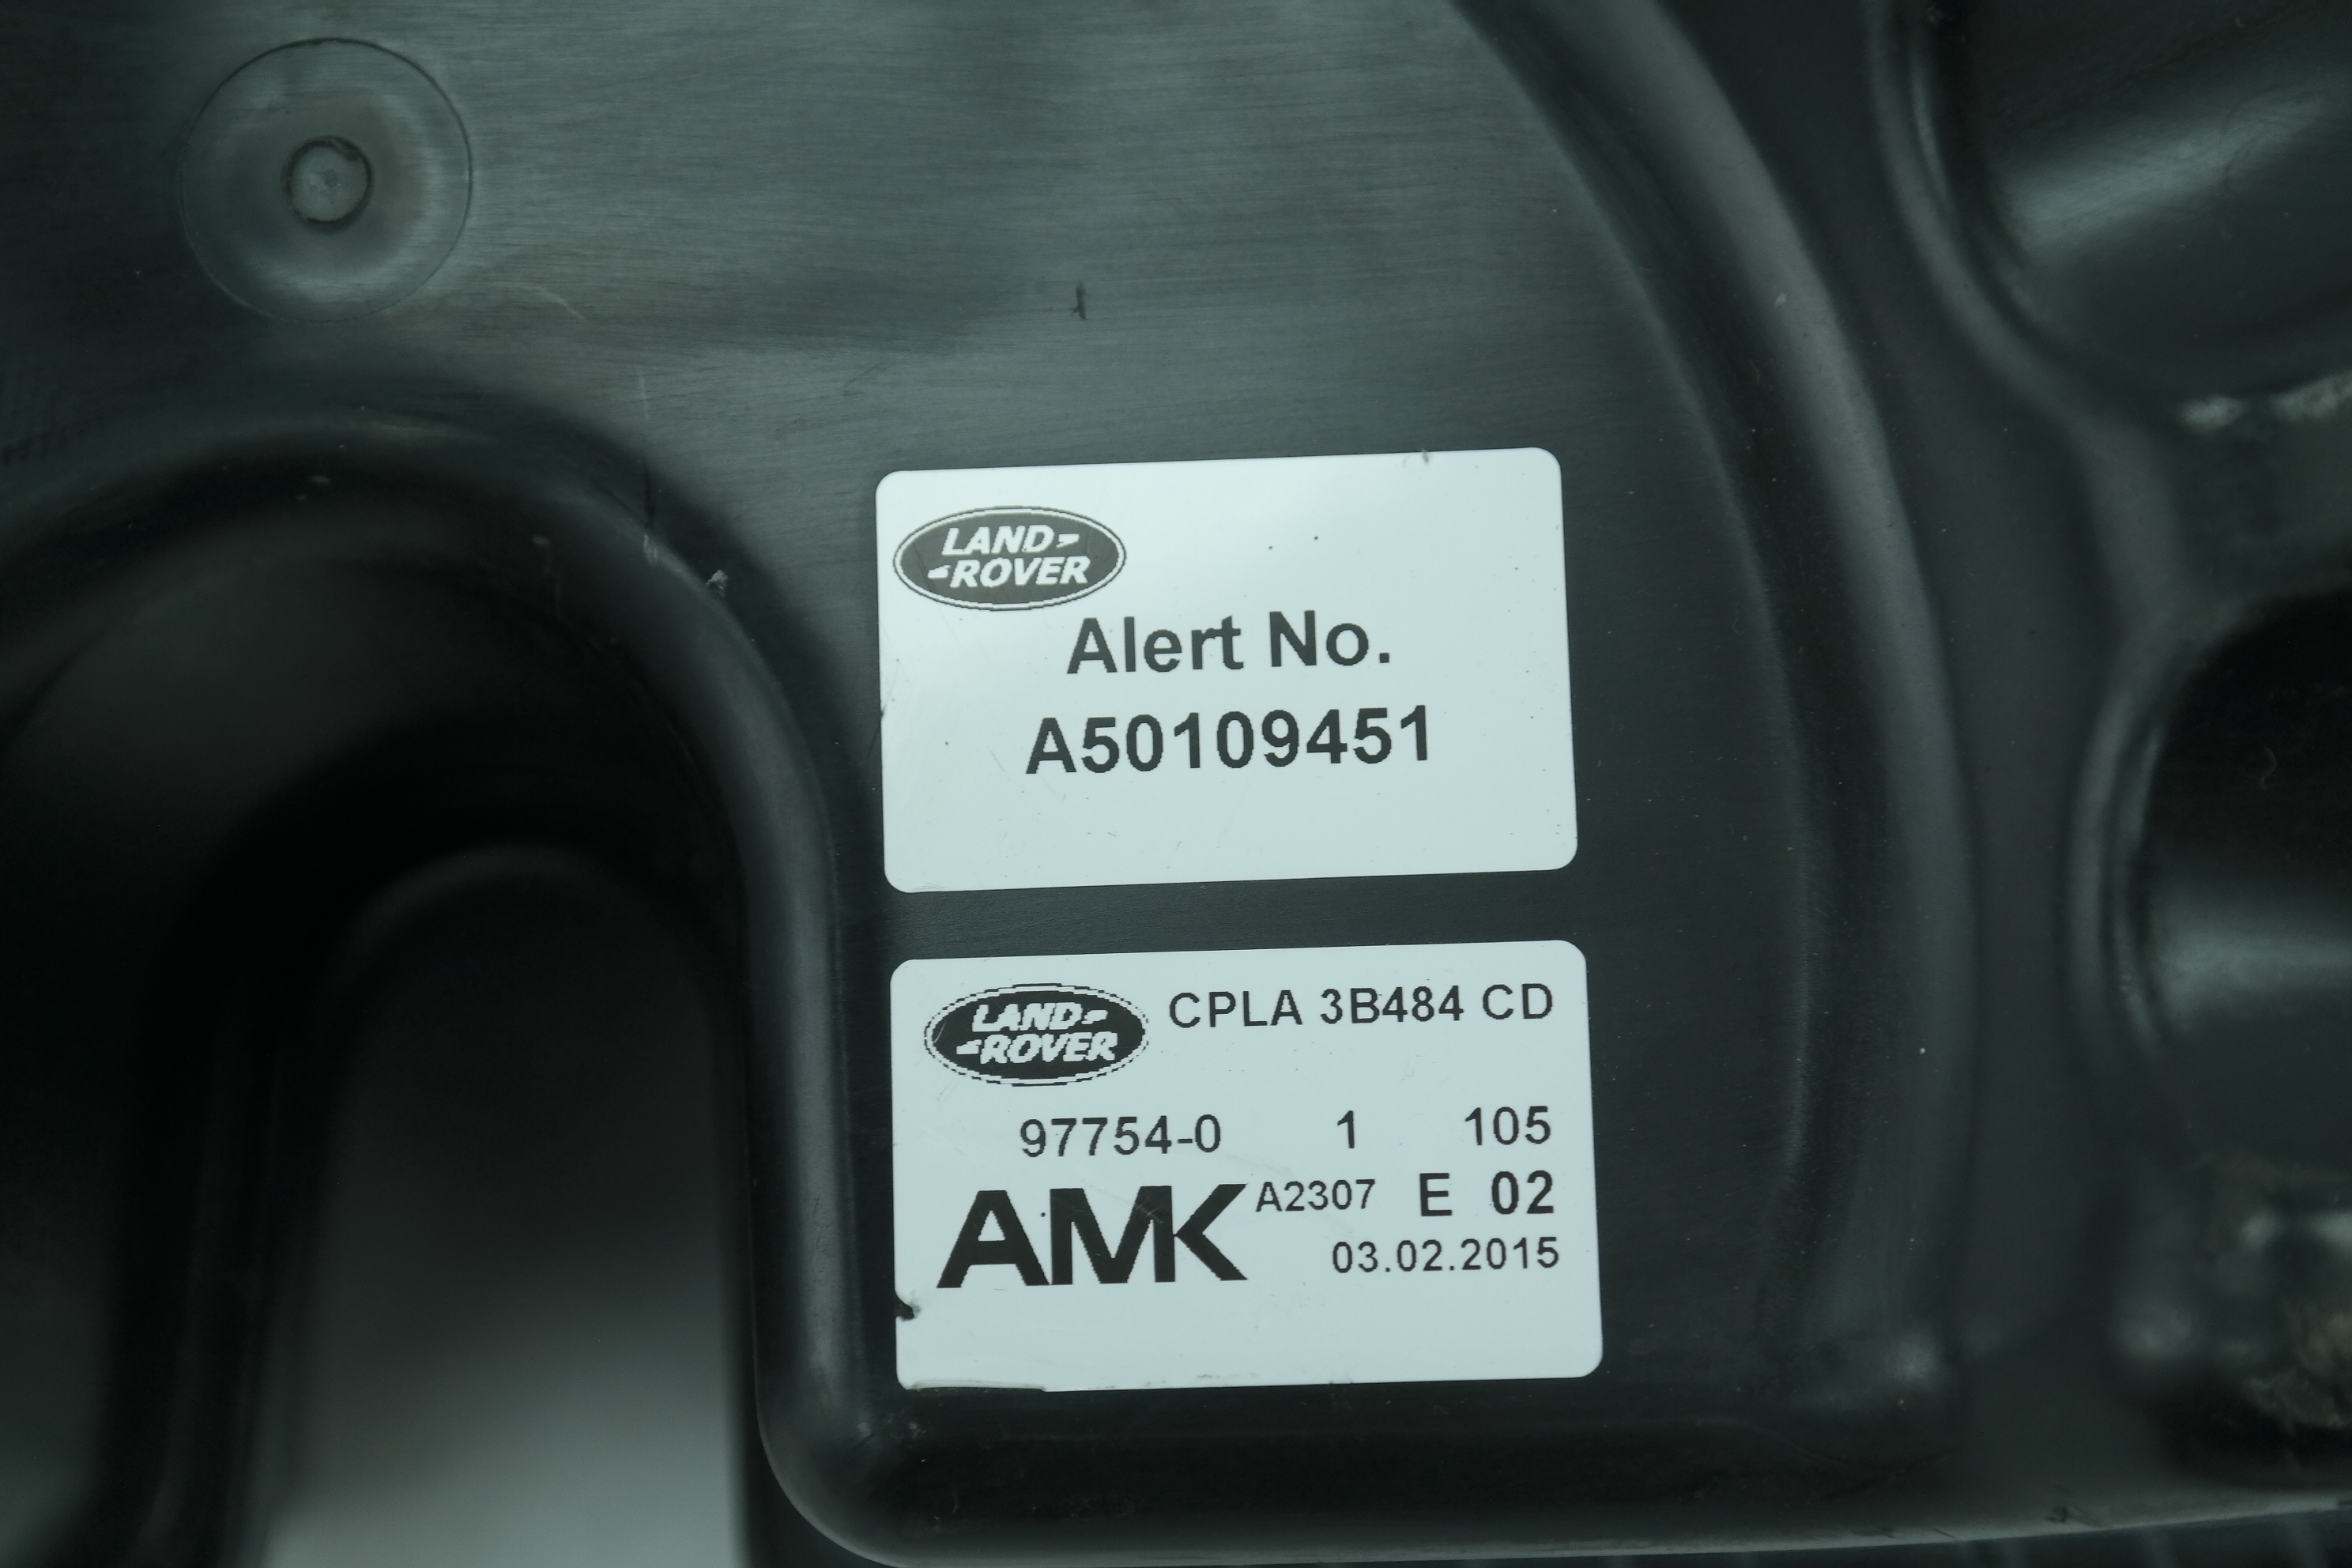 LAND-
-ROVER
Alert No.
A50109451
LAND-
-ROVER
CPLA 3B484 CD
97754-0 1 105
AMK A2307 E 02
03.02.2015